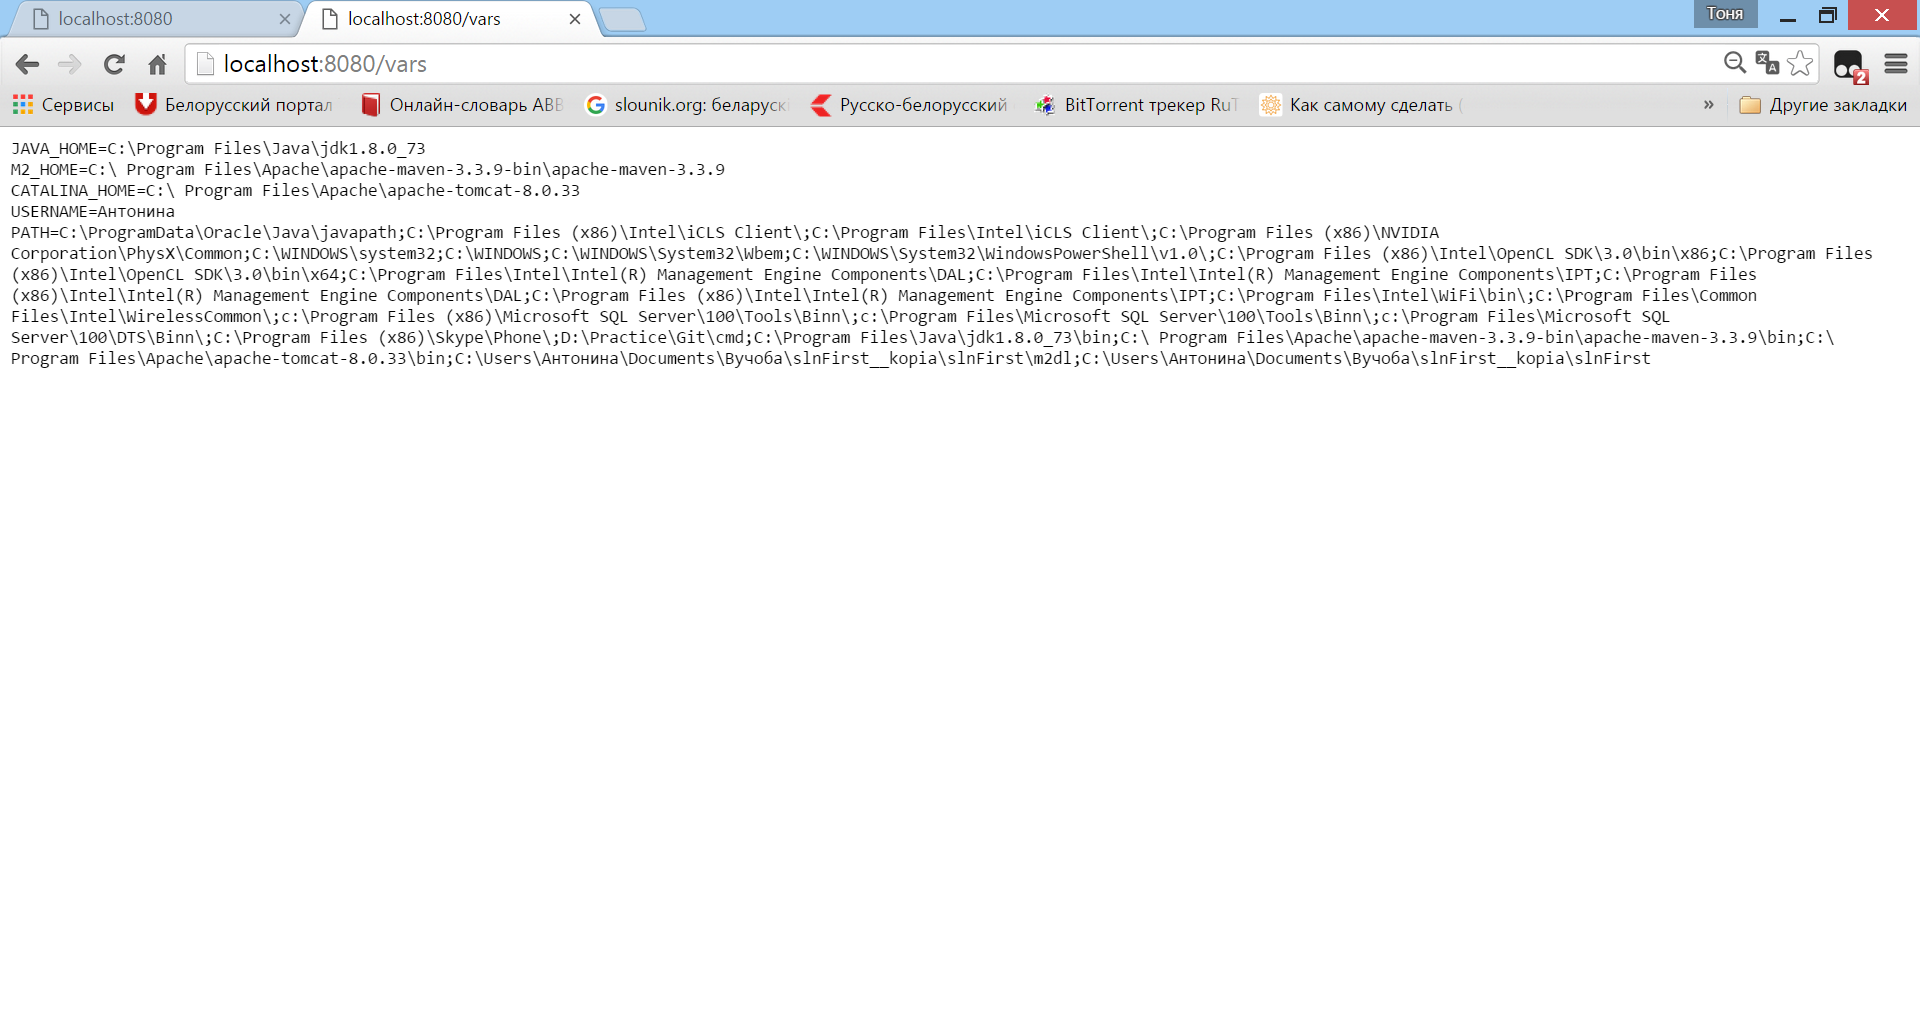 localhost:8080
localhost:8080/vars
Тоня
localhost:8080/vars
2
Сервисы
Белорусский портал
Онлайн-словарь ABB
slounik.org: беларуск
Русско-белорусский
BitTorrent трекер RuT
Как самому сделать (
»
Другие закладки
JAVA_HOME=C:\Program Files\Java\jdk1.8.0_73
M2_HOME=C:\ Program Files\Apache\apache-maven-3.3.9-bin\apache-maven-3.3.9
CATALINA_HOME=C:\ Program Files\Apache\apache-tomcat-8.0.33
USERNAME=Антонина
PATH=C:\ProgramData\Oracle\Java\javapath;C:\Program Files (x86)\Intel\iCLS Client\;C:\Program Files\Intel\iCLS Client\;C:\Program Files (x86)\NVIDIA
Corporation\PhysX\Common;C:\WINDOWS\system32;C:\WINDOWS;C:\WINDOWS\System32\Wbem;C:\WINDOWS\System32\WindowsPowerShell\v1.0\;C:\Program Files (x86)\Intel\OpenCL SDK\3.0\bin\x86;C:\Program Files
(x86)\Intel\OpenCL SDK\3.0\bin\x64;C:\Program Files\Intel\Intel(R) Management Engine Components\DAL;C:\Program Files\Intel\Intel(R) Management Engine Components\IPT;C:\Program Files
(x86)\Intel\Intel(R) Management Engine Components\DAL;C:\Program Files (x86)\Intel\Intel(R) Management Engine Components\IPT;C:\Program Files\Intel\WiFi\bin\;C:\Program Files\Common
Files\Intel\WirelessCommon\;c:\Program Files (x86)\Microsoft SQL Server\100\Tools\Binn\;c:\Program Files\Microsoft SQL Server\100\Tools\Binn\;c:\Program Files\Microsoft SQL
Server\100\DTS\Binn\;C:\Program Files (x86)\Skype\Phone\;D:\Practice\Git\cmd;C:\Program Files\Java\jdk1.8.0_73\bin;C:\ Program Files\Apache\apache-maven-3.3.9-bin\apache-maven-3.3.9\bin;C:\
Program Files\Apache\apache-tomcat-8.0.33\bin;C:\Users\Антонина\Documents\Вучоба\slnFirst__kopia\slnFirst\m2dl;C:\Users\Антонина\Documents\Вучоба\slnFirst__kopia\slnFirst